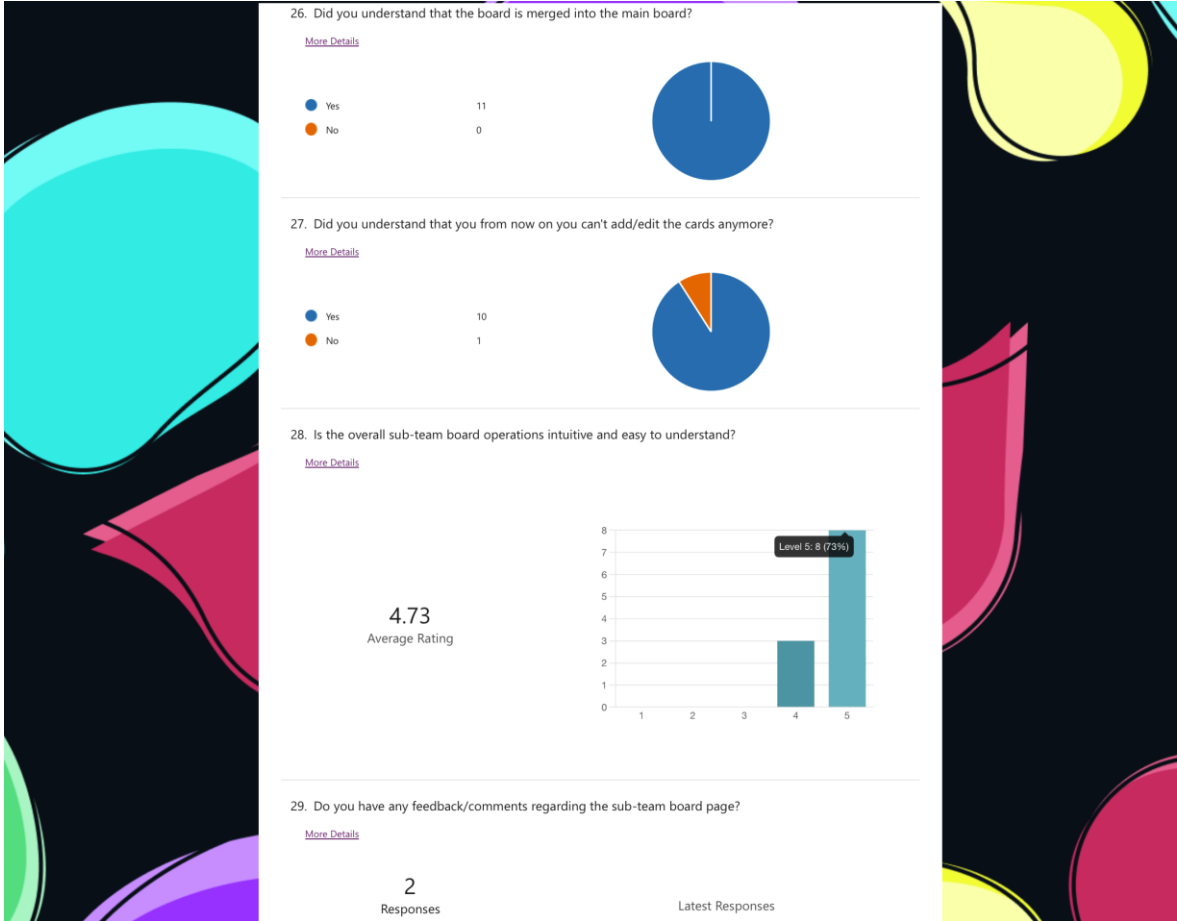 26. Did you understand that the board is merged into the main board?
More Details
Yes 11
No 0
27. Did you understand that you from now on you can't add/edit the cards anymore?
More Details
Yes 10
No 1
28. Is the overall sub-team board operations intuitive and easy to understand?
More Details
4.73
Average Rating
8
7
6
5
4
3
2
1
0
Level 5: 8 (73%)
1 2 3 4 5
29. Do you have any feedback/comments regarding the sub-team board page?
More Details
2
Responses
Latest Responses